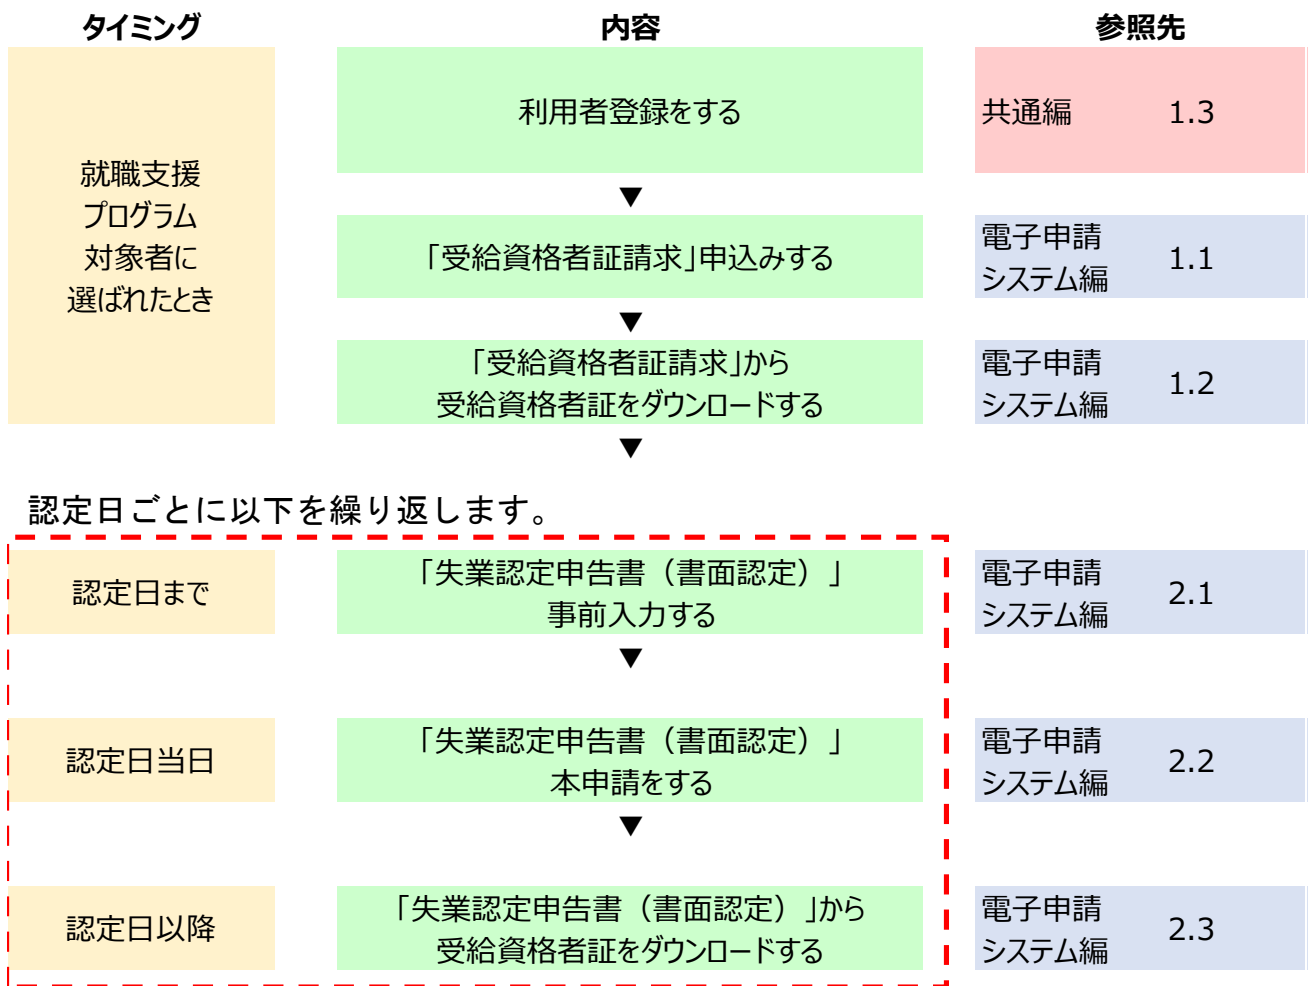 タイミング 内容 参照先
就職支援
プログラム
対象者に
選ばれたとき
利用者登録をする
共通編 1.3
▼
「受給資格者証請求」申込みする
電子申請
システム編 1.1
▼
「受給資格者証請求」から
受給資格者証をダウンロードする
電子申請
システム編 1.2
▼
認定日ごとに以下を繰り返します。
認定日まで
「失業認定申告書（書面認定）」
事前入力する
電子申請
システム編 2.1
▼
認定日当日
「失業認定申告書（書面認定）」
本申請をする
電子申請
システム編 2.2
▼
認定日以降
「失業認定申告書（書面認定）」から
受給資格者証をダウンロードする
電子申請
システム編 2.3